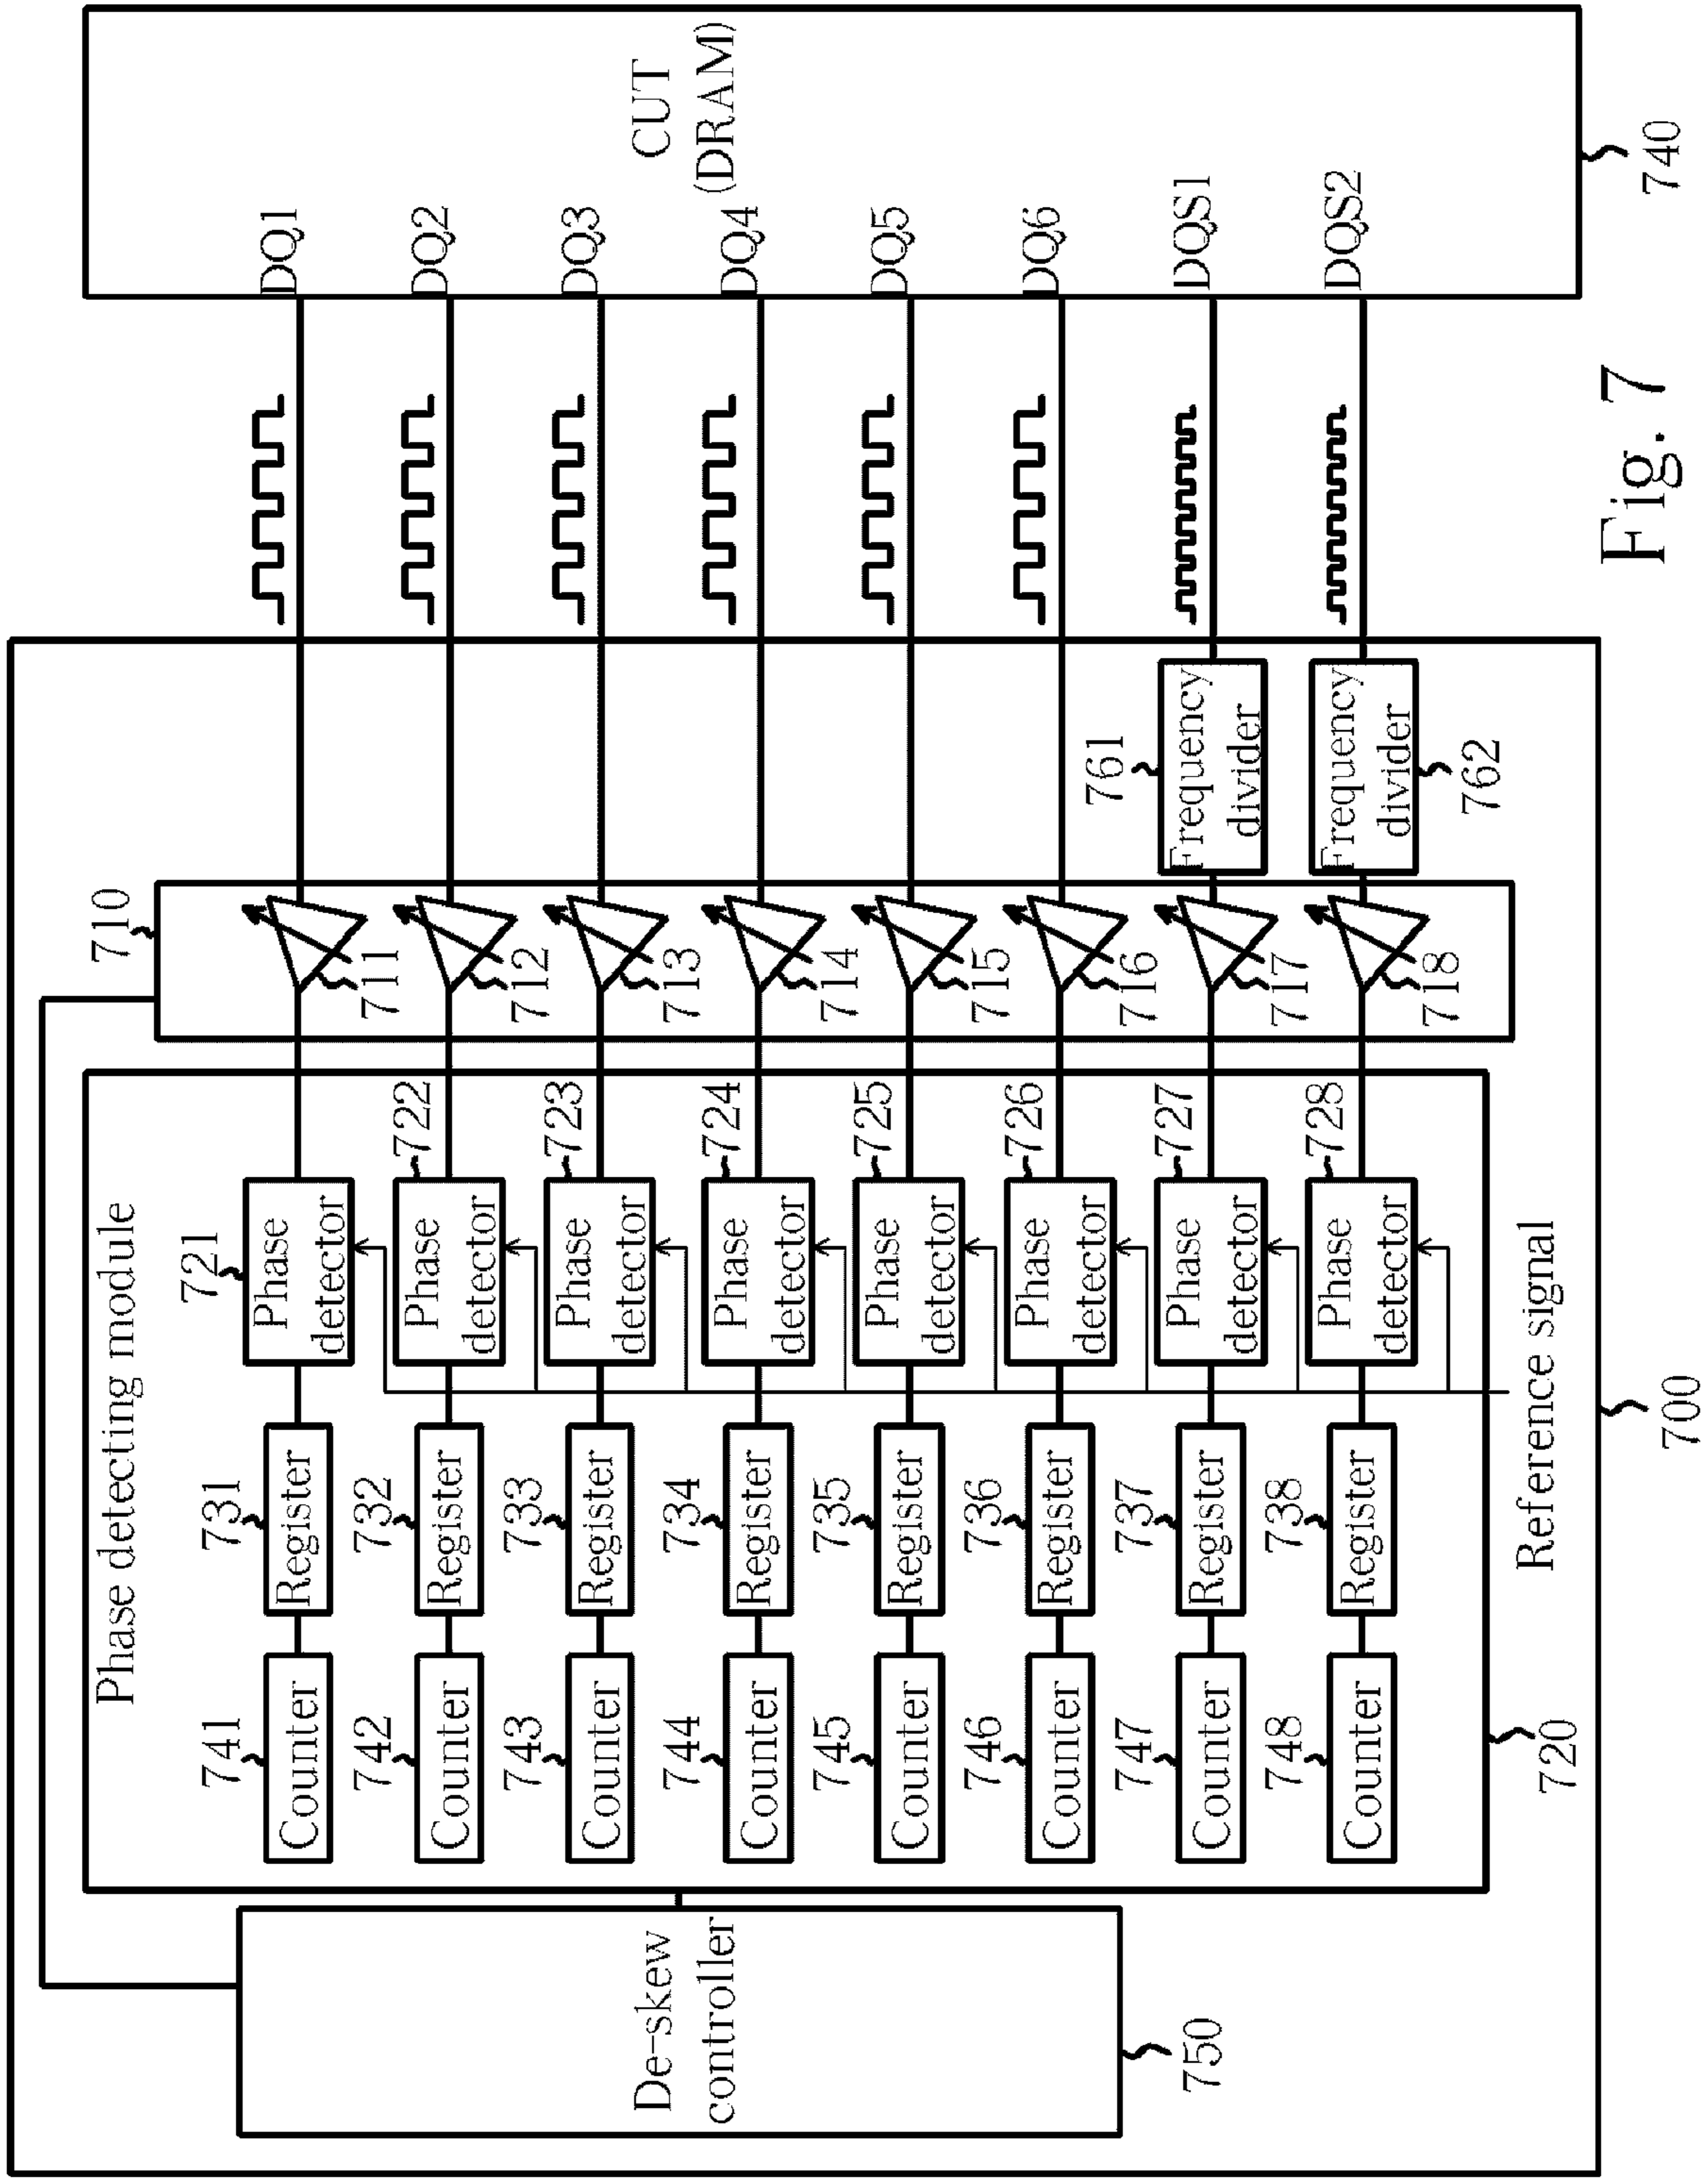 Phase detecting module
De-skew
controller
750
741
Counter
731
Register
721
Phase
detector
711
DQ1
742
Counter
732
Register
722
Phase
detector
712
DQ2
743
Counter
733
Register
723
Phase
detector
713
DQ3
744
Counter
734
Register
724
Phase
detector
714
DQ4
745
Counter
735
Register
725
Phase
detector
715
DQ5
746
Counter
736
Register
726
Phase
detector
716
DQ6
747
Counter
737
Register
727
Phase
detector
717
761
Frequency
divider
DQS1
748
Counter
738
Register
728
Phase
detector
718
Frequency
divider
762
DQS2
710
CUT
(DRAM)
740
720
Reference signal
700
Fig. 7